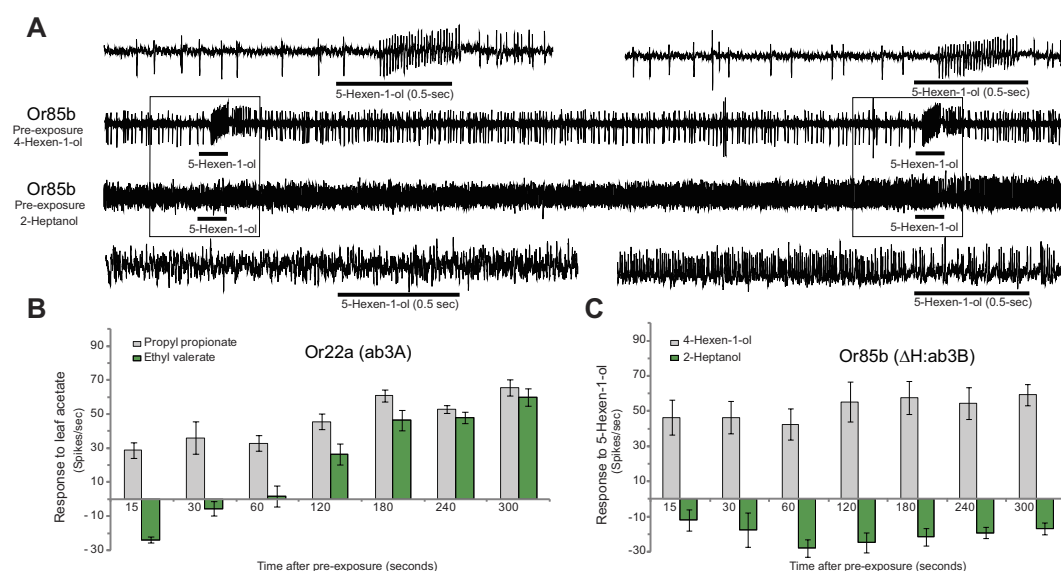 A
5-Hexen-1-ol (0.5-sec)
5-Hexen-1-ol (0.5-sec)
Or85b
Pre-exposure
4-Hexen-1-ol
5-Hexen-1-ol
5-Hexen-1-ol
Or85b
Pre-exposure
2-Heptanol
5-Hexen-1-ol
5-Hexen-1-ol
5-Hexen-1-ol (0.5 sec)
5-Hexen-1-ol (0.5-sec)
B
Response to leaf acetate
(Spikes/sec)
90
70
50
30
10
-10
-30
Propyl propionate
Ethyl valerate
Or22a (ab3A)
15 30 60 120 180 240 300
Time after pre-exposure (seconds)
C
Response to 5-Hexen-1-ol
(Spikes/sec)
90
70
50
30
10
-10
-30
4-Hexen-1-ol
2-Heptanol
Or85b (ΔH:ab3B)
15 30 60 120 180 240 300
Time after pre-exposure (seconds)